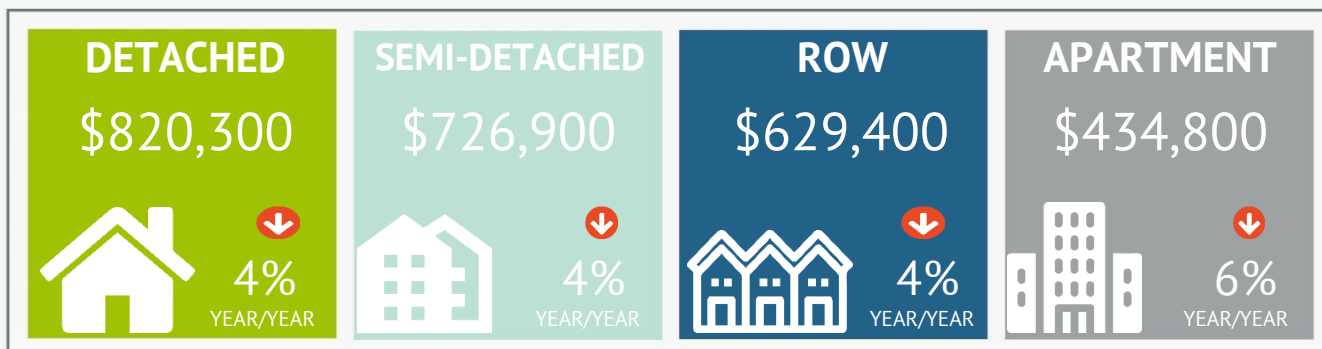 DETACHED
$820,300
4%
YEAR/YEAR
SEMI-DETACHED
$726,900
4%
YEAR/YEAR
ROW
$629,400
4%
YEAR/YEAR
APARTMENT
$434,800
6%
YEAR/YEAR